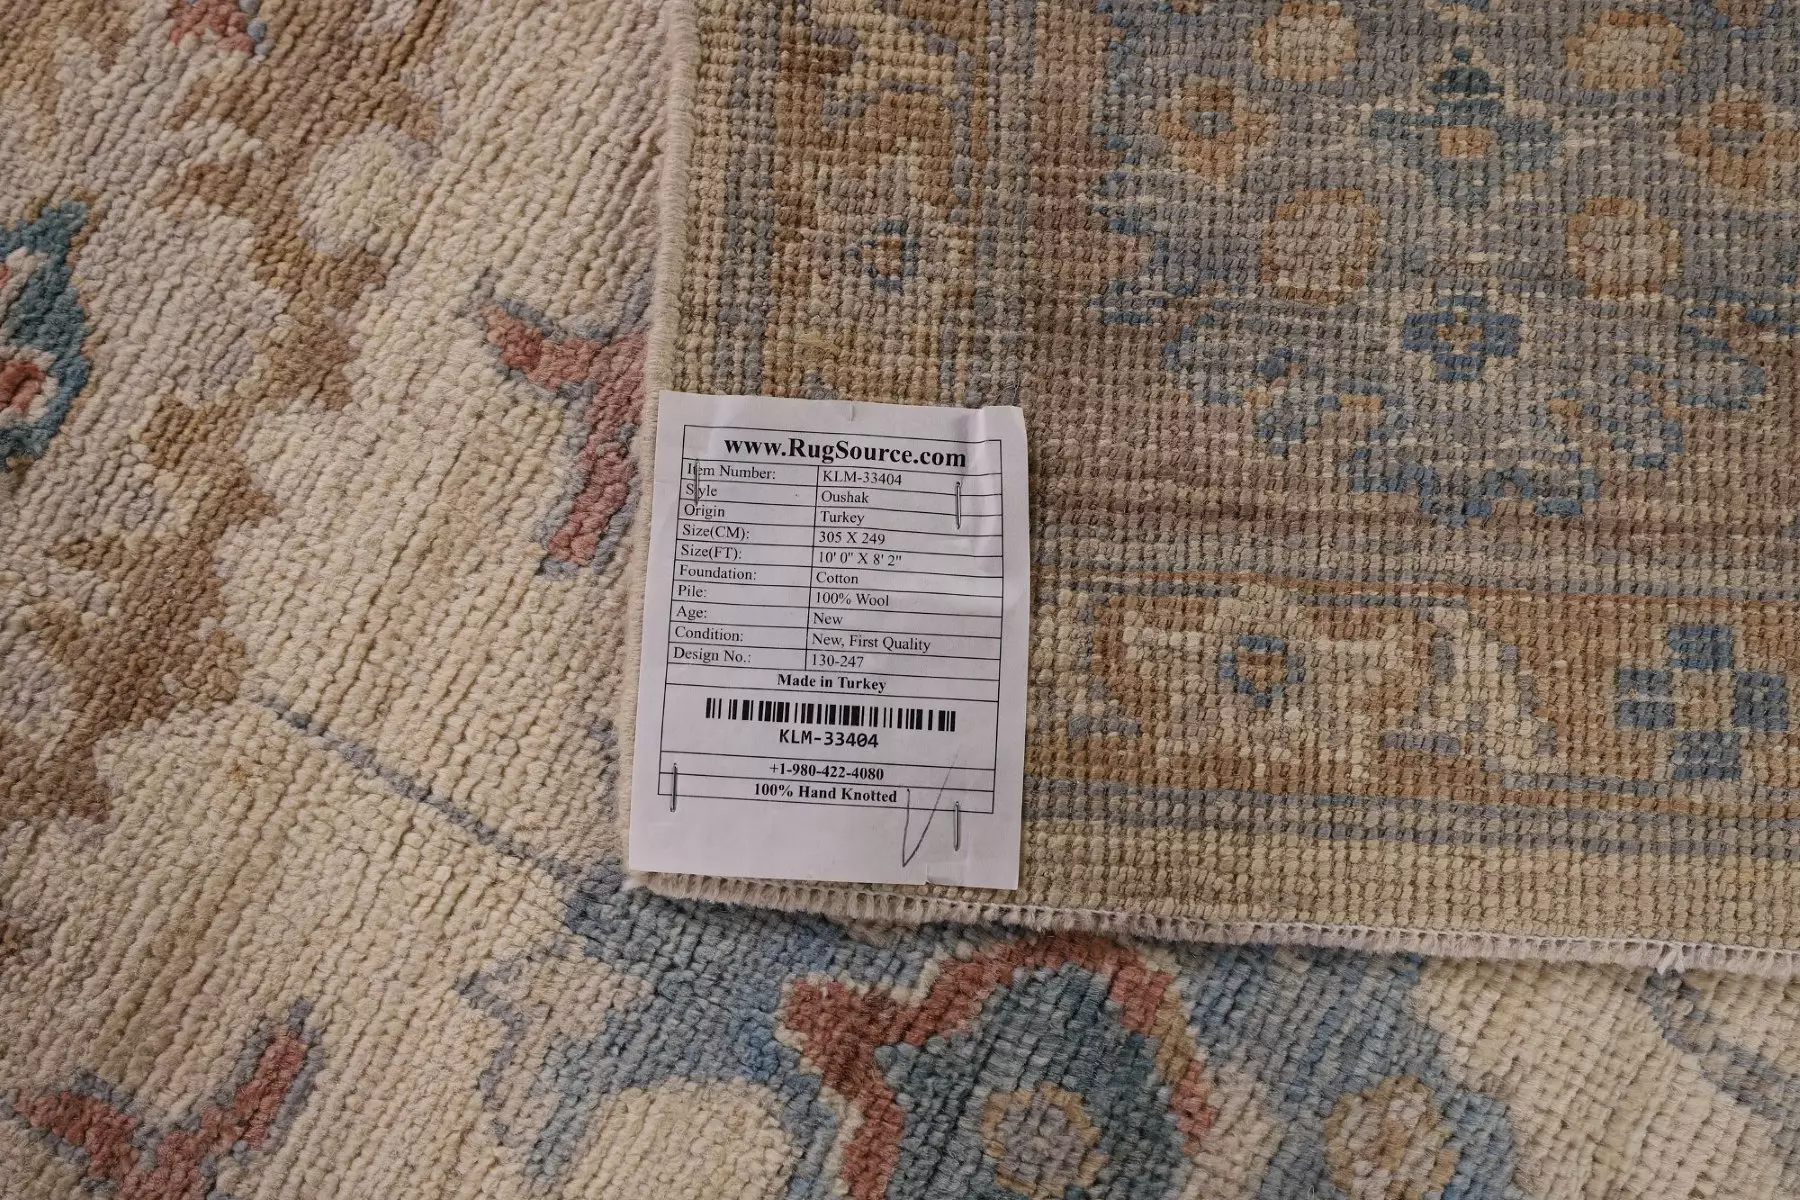 www.RugSource.com
Item Number: KLM-33404
Style Oushak
Origin Turkey
Size(CM): 305 X 249
Size(FT): 10' 0" X 8' 2"
Foundation: Cotton
Pile: 100% Wool
Age: New
Condition: New, First Quality
Design No.: 130-247
Made in Turkey
KLM-33404
+1-980-422-4080
100% Hand Knotted